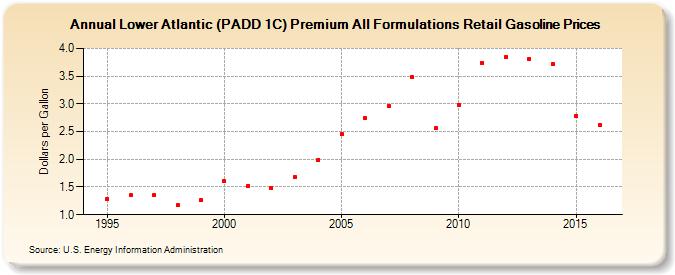 Annual Lower Atlantic (PADD 1C) Premium All Formulations Retail Gasoline Prices
Dollars per Gallon
4.0
3.5
3.0
2.5
2.0
1.5
1.0
1995 2000 2005 2010 2015
Source: U.S. Energy Information Administration